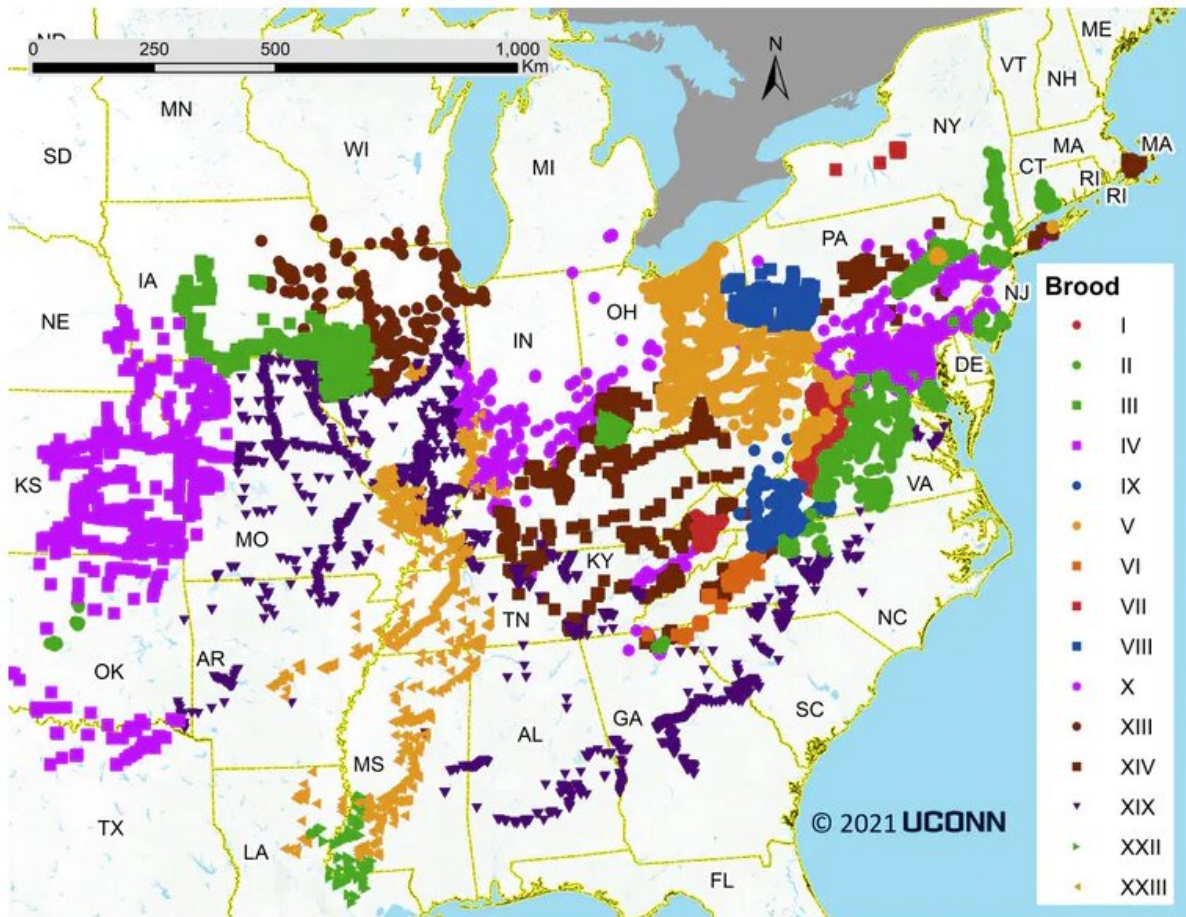 ND
0 250 500 1,000
Km
N
ME
VT
NH
MN
NY
WI
SD
MI
MA
MA
CT
RI
RI
PA
IA
NJ
NE
OH
IN
DE
KS
VA
MO
KY
TN
NC
OK
AR
SC
GA
AL
MS
TX
LA
FL
© 2021 UCONN
Brood
I
II
III
IV
IX
V
VI
VII
VIII
X
XIII
XIV
XIX
XXII
XXIII